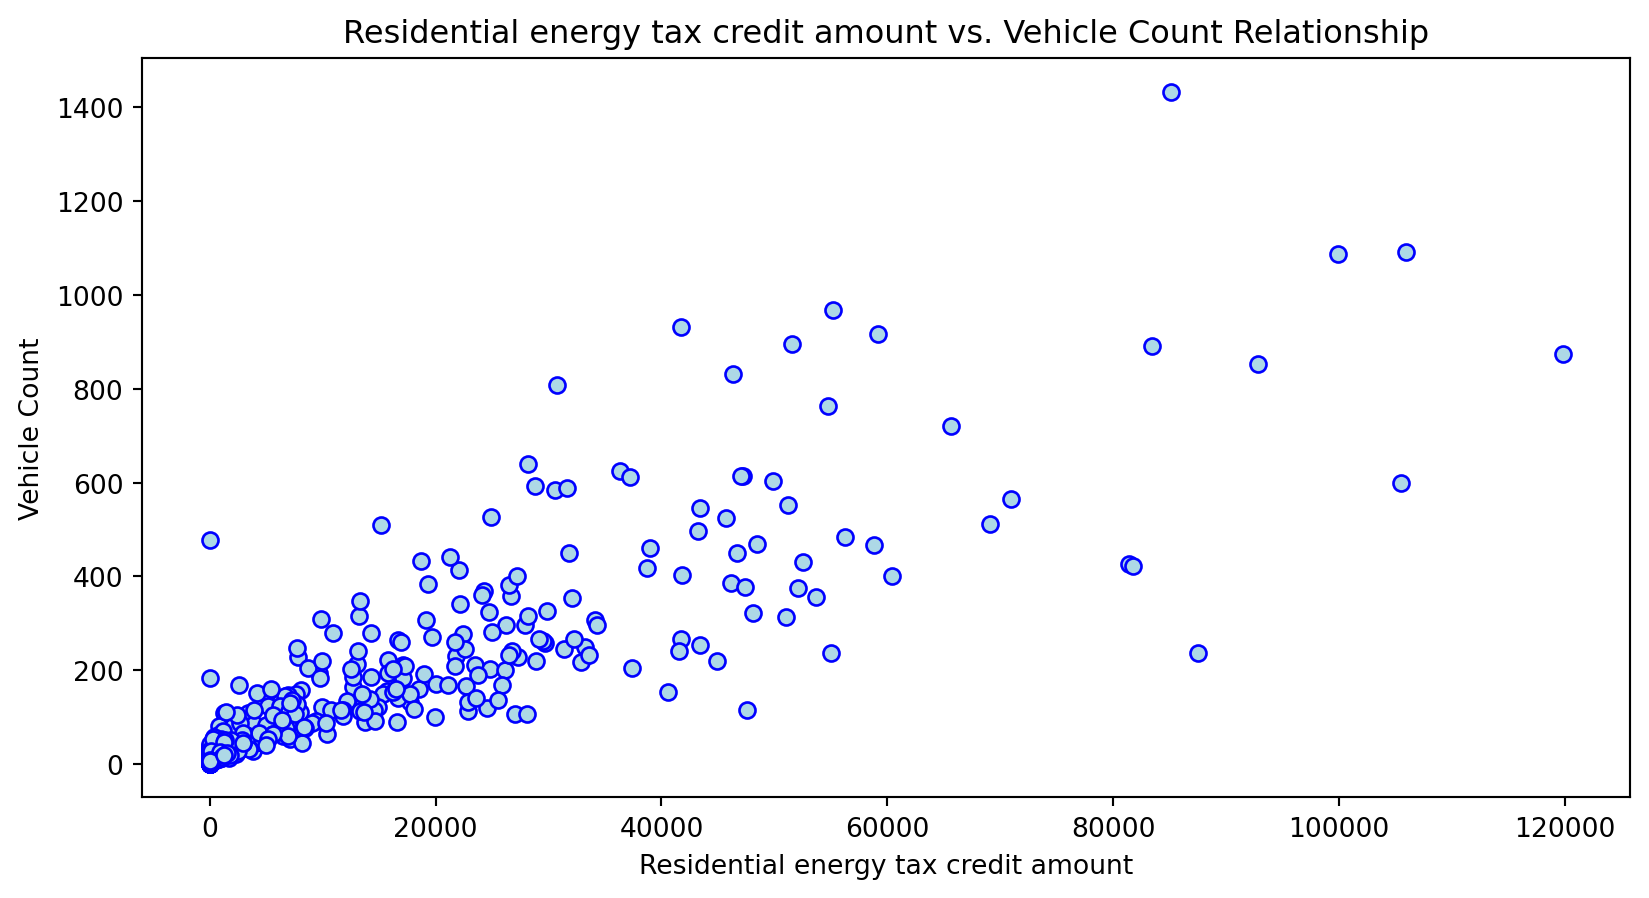 Residential energy tax credit amount vs. Vehicle Count Relationship
1400
1200
1000
800
600
400
200
0
Vehicle Count
0 20000 40000 60000 80000 100000 120000
Residential energy tax credit amount